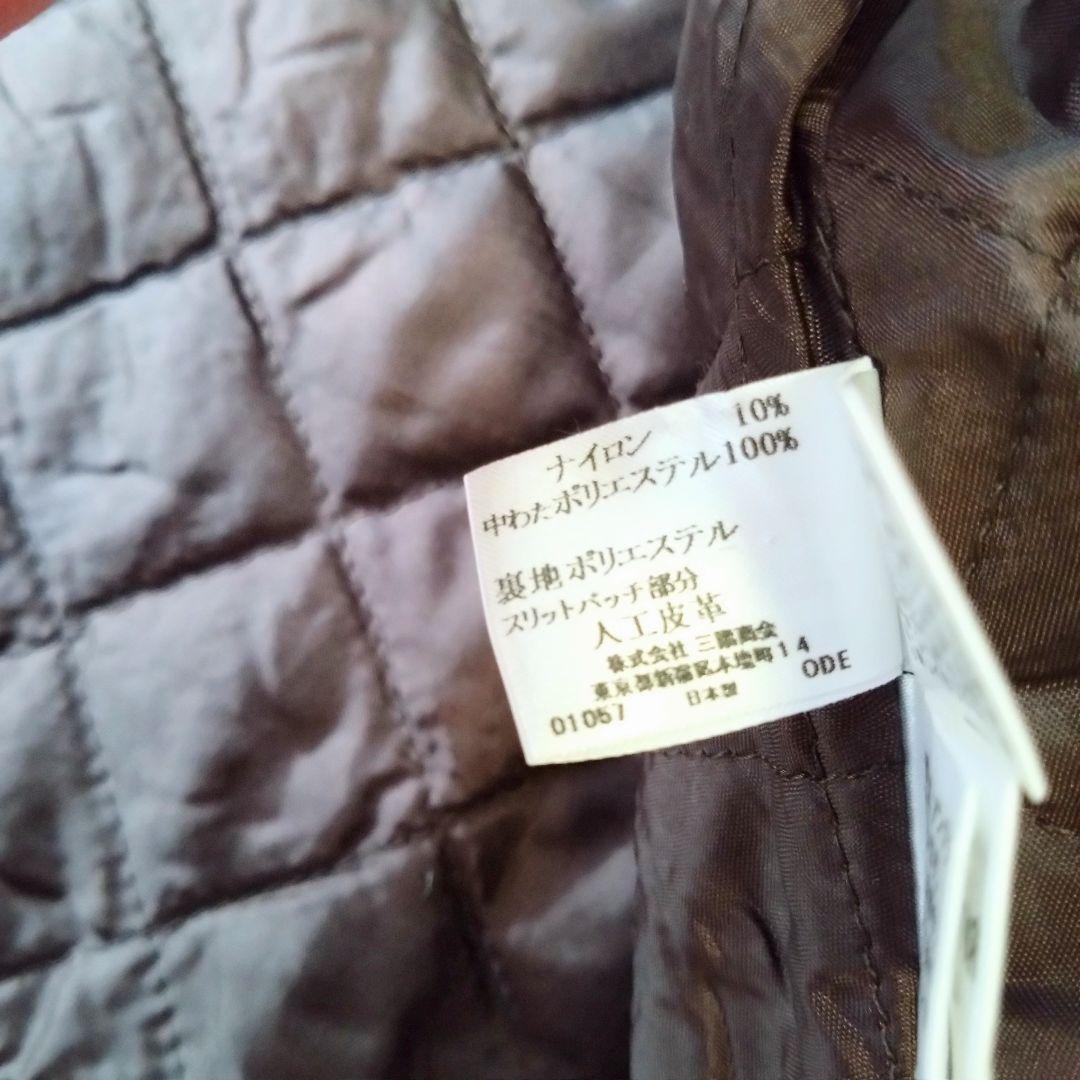 ナイロン 10%
中わたポリエステル100%
裏地ポリエステル
スリットパッチ部分
人工皮革
株式会社 三陽商会
東京都新宿区本塩町14
01057 日本製 ODE